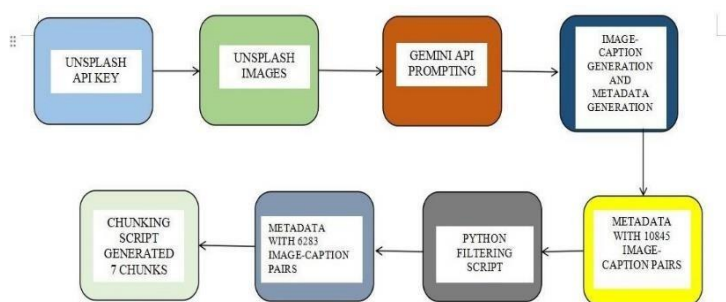 UNSPLASH
API KEY
UNSPLASH
IMAGES
GEMINI API
PROMPTING
IMAGE-
CAPTION
GENERATION
AND
METADATA
GENERATION
METADATA
WITH 10845
IMAGE-
CAPTION PAIRS
PYTHON
FILTERING
SCRIPT
METADATA
WITH 6283
IMAGE-CAPTION
PAIRS
CHUNKING
SCRIPT
GENERATED
7 CHUNKS